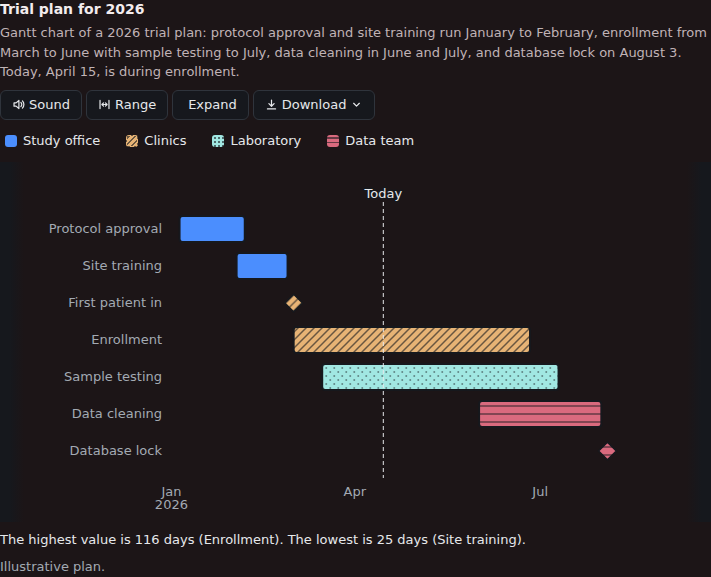 Trial plan for 2026
Gantt chart of a 2026 trial plan: protocol approval and site training run January to February, enrollment from
March to June with sample testing to July, data cleaning in June and July, and database lock on August 3.
Today, April 15, is during enrollment.
Sound Range Expand Download
Study office Clinics Laboratory Data team
Today
Protocol approval
Site training
First patient in
Enrollment
Sample testing
Data cleaning
Database lock
Jan Apr Jul
2026
The highest value is 116 days (Enrollment). The lowest is 25 days (Site training).
Illustrative plan.